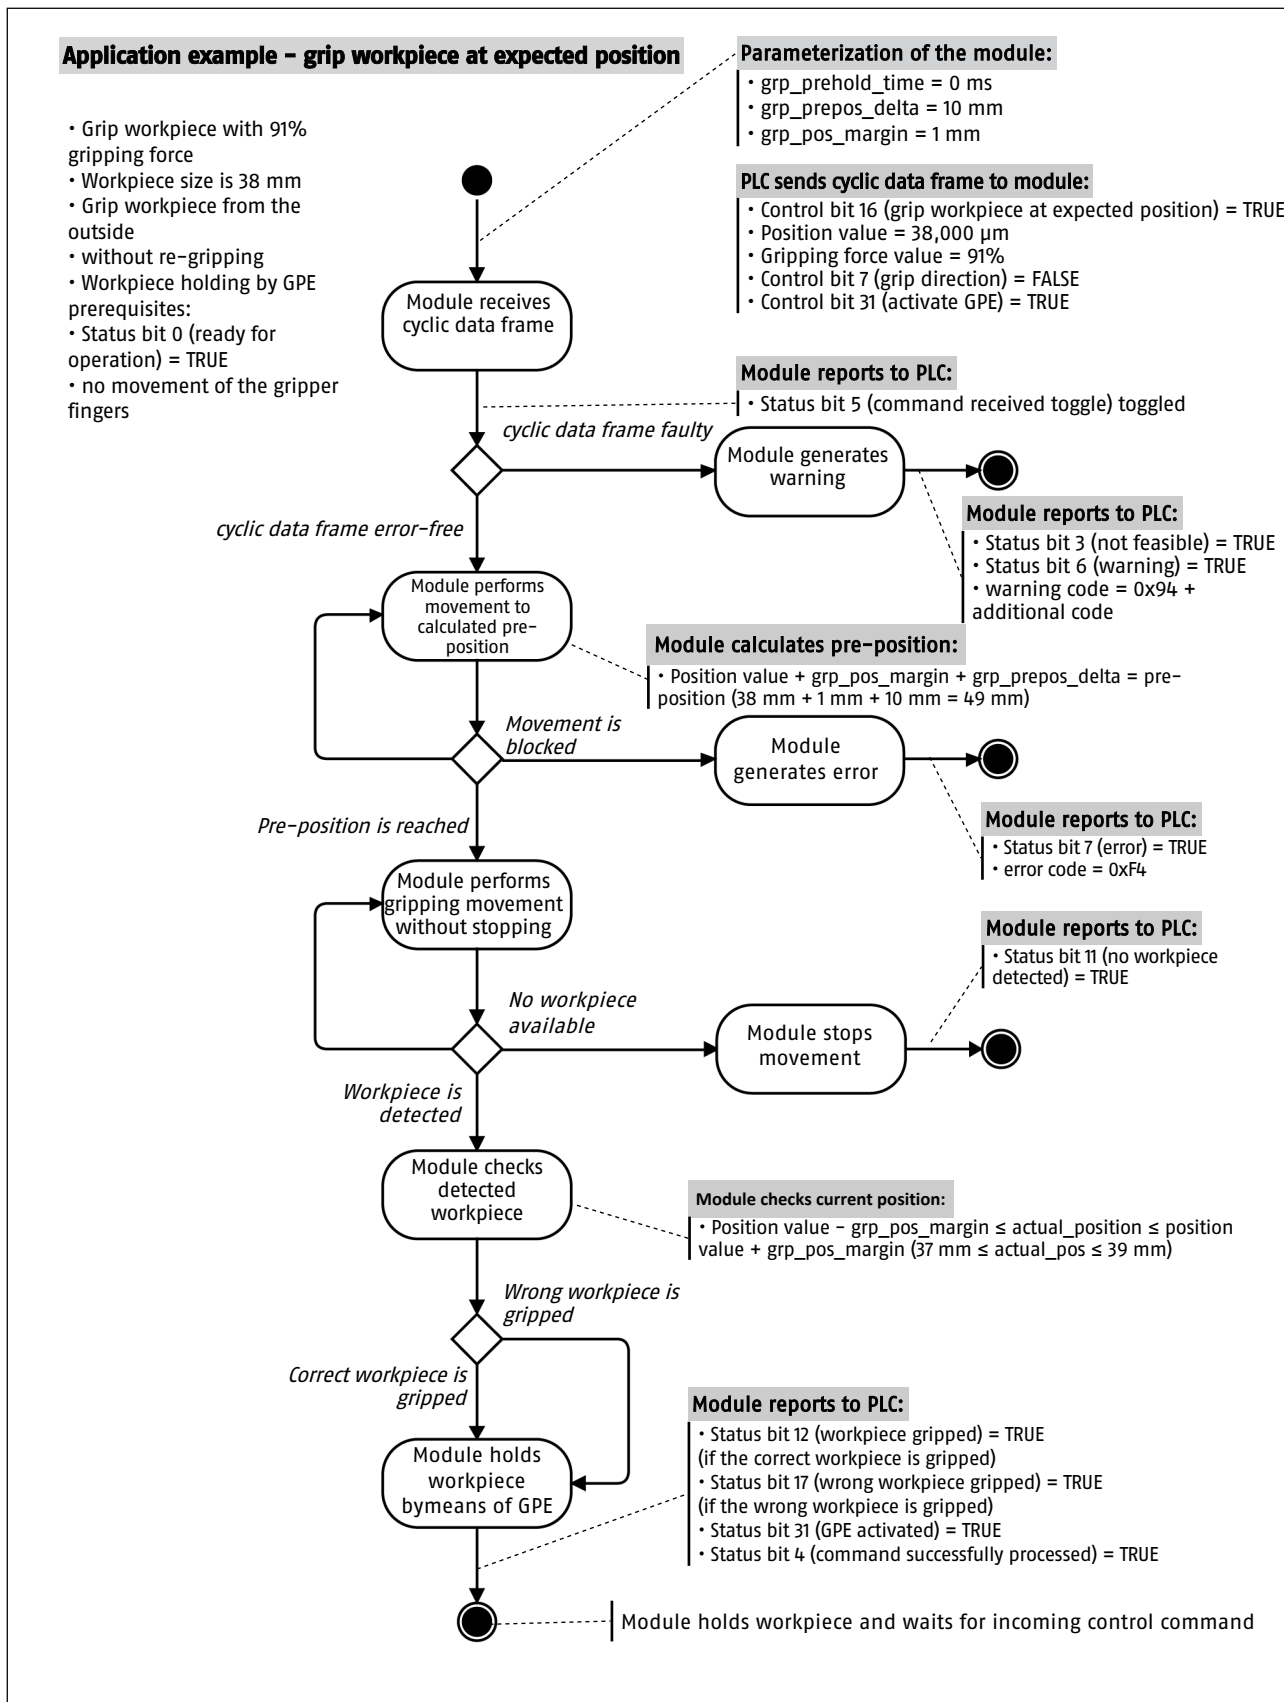 Application example – grip workpiece at expected position
• Grip workpiece with 91%
gripping force
• Workpiece size is 38 mm
• Grip workpiece from the
outside
• without re-gripping
• Workpiece holding by GPE
prerequisites:
• Status bit 0 (ready for
operation) = TRUE
• no movement of the gripper
fingers
Parameterization of the module:
• grp_prehold_time = 0 ms
• grp_prepos_delta = 10 mm
• grp_pos_margin = 1 mm
PLC sends cyclic data frame to module:
• Control bit 16 (grip workpiece at expected position) = TRUE
• Position value = 38,000 µm
• Gripping force value = 91%
• Control bit 7 (grip direction) = FALSE
• Control bit 31 (activate GPE) = TRUE
Module receives
cyclic data frame
Module reports to PLC:
• Status bit 5 (command received toggle) toggled
cyclic data frame faulty
Module generates
warning
Module reports to PLC:
• Status bit 3 (not feasible) = TRUE
• Status bit 6 (warning) = TRUE
• warning code = 0x94 +
additional code
cyclic data frame error-free
Module performs
movement to
calculated pre-
position
Module calculates pre-position:
• Position value + grp_pos_margin + grp_prepos_delta = pre-
position (38 mm + 1 mm + 10 mm = 49 mm)
Movement is
blocked
Module
generates error
Module reports to PLC:
• Status bit 7 (error) = TRUE
• error code = 0xF4
Pre-position is reached
Module performs
gripping movement
without stopping
Module reports to PLC:
• Status bit 11 (no workpiece
detected) = TRUE
No workpiece
available
Module stops
movement
Workpiece is
detected
Module checks
detected
workpiece
Module checks current position:
• Position value - grp_pos_margin ≤ actual_position ≤ position
value + grp_pos_margin (37 mm ≤ actual_pos ≤ 39 mm)
Wrong workpiece is
gripped
Correct workpiece is
gripped
Module holds
workpiece
bymeans of GPE
Module reports to PLC:
• Status bit 12 (workpiece gripped) = TRUE
(if the correct workpiece is gripped)
• Status bit 17 (wrong workpiece gripped) = TRUE
(if the wrong workpiece is gripped)
• Status bit 31 (GPE activated) = TRUE
• Status bit 4 (command successfully processed) = TRUE
Module holds workpiece and waits for incoming control command